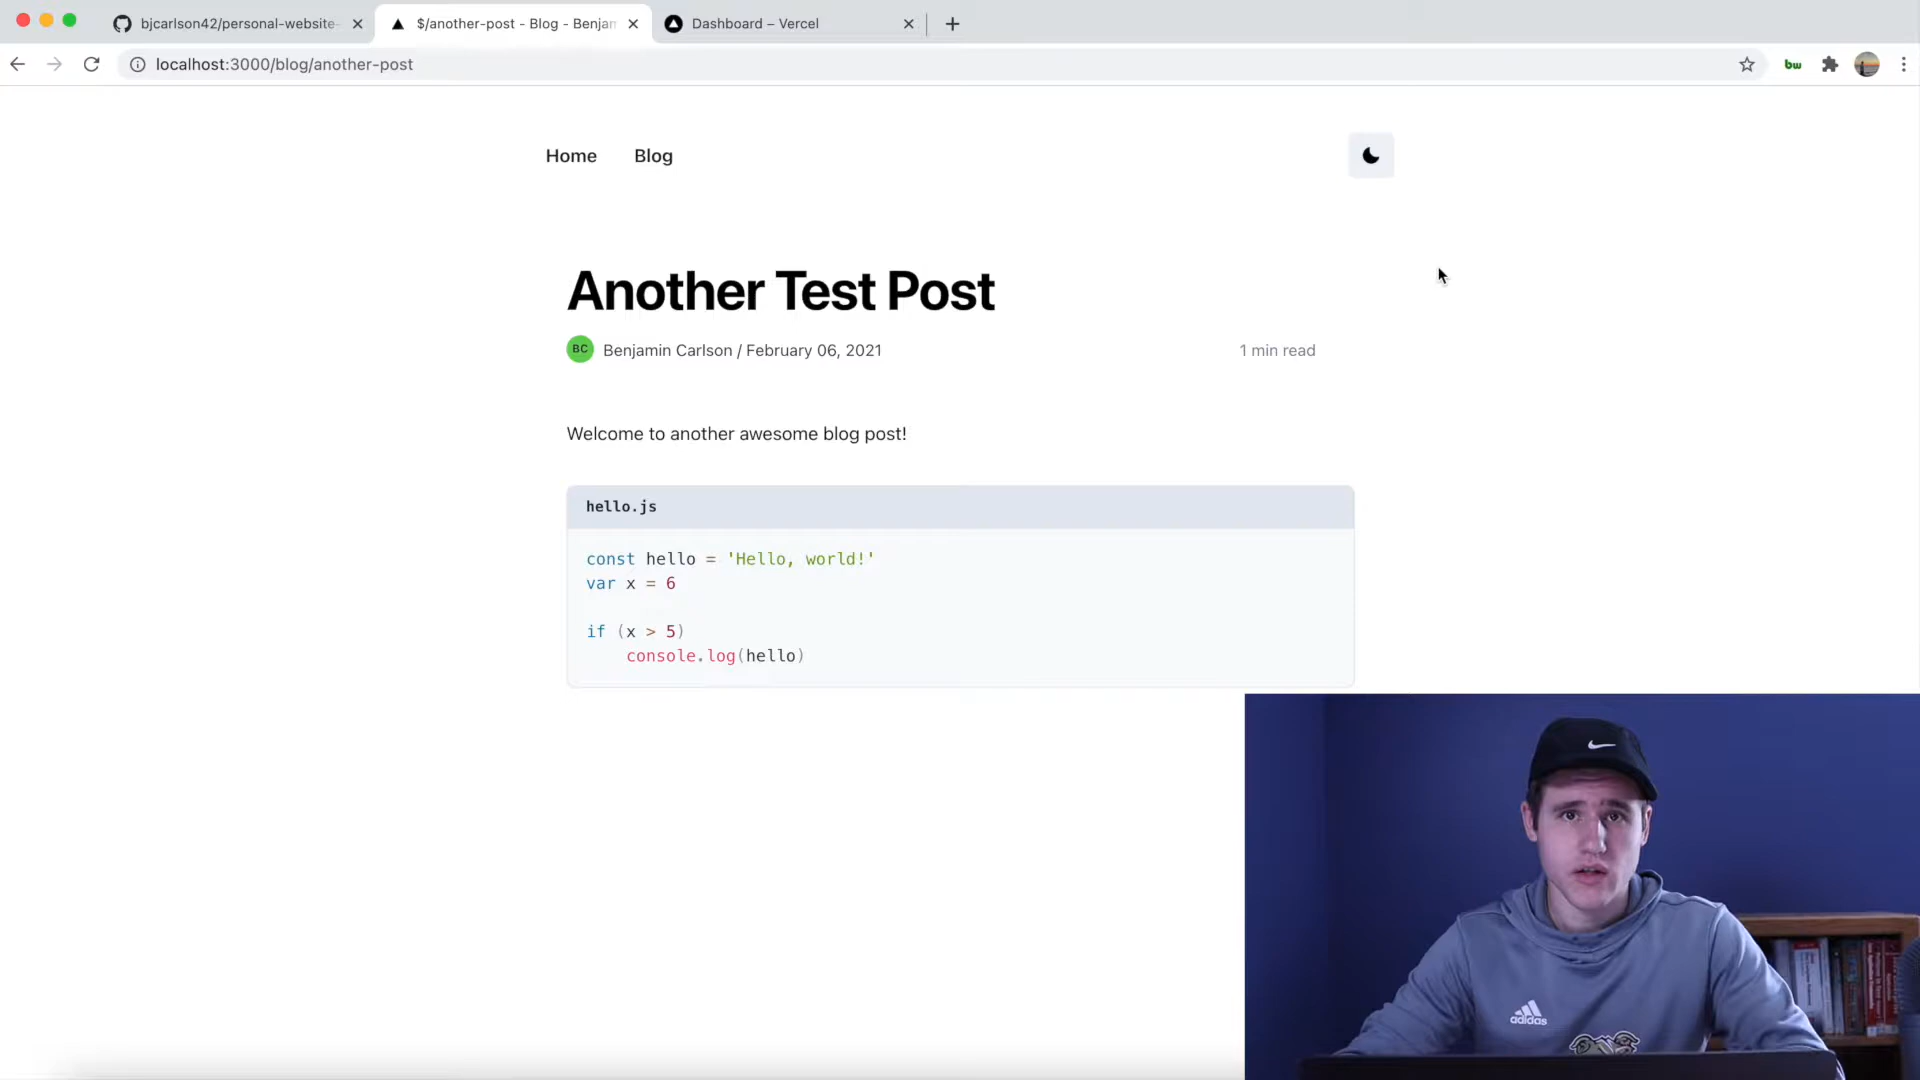 bjcarlson42/personal-website-
$/another-post - Blog - Benjam
Dashboard – Vercel
localhost:3000/blog/another-post
bw
Home
Blog
Another Test Post
BC
Benjamin Carlson / February 06, 2021
1 min read
Welcome to another awesome blog post!
hello.js
const hello = 'Hello, world!'
var x = 6
if (x > 5)
console.log(hello)
adidas